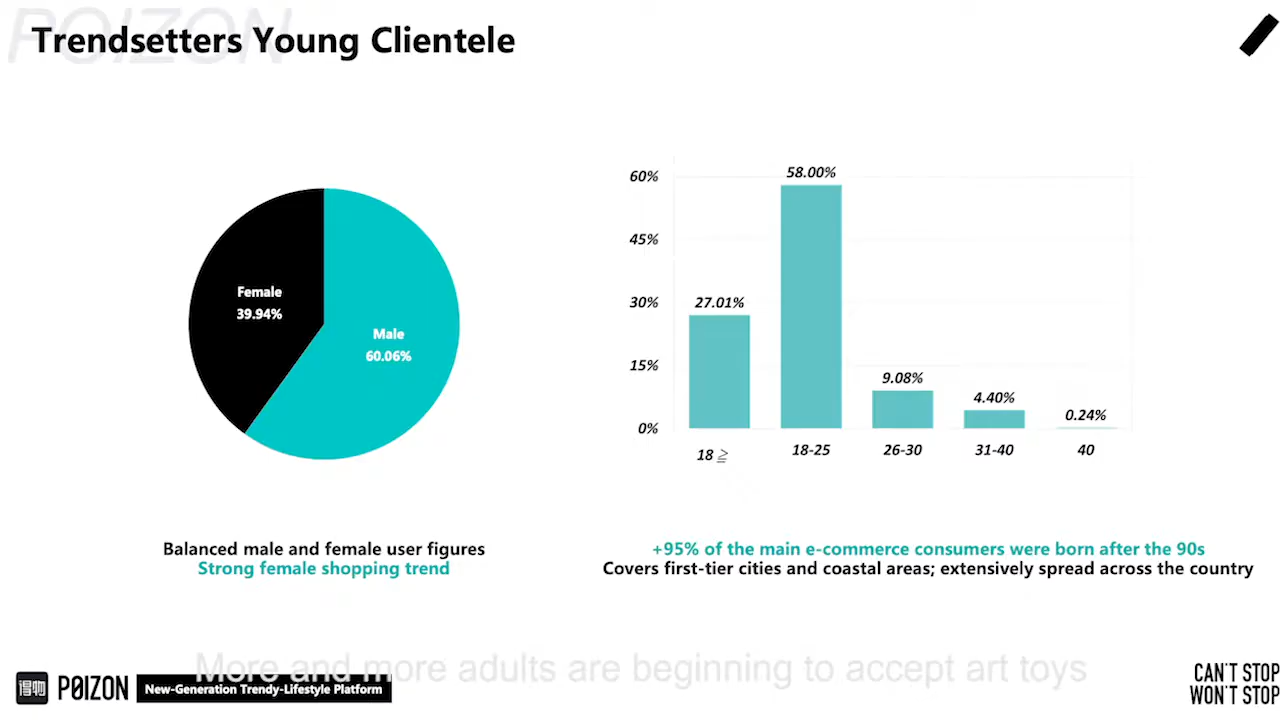 POIZON
Trendsetters Young Clientele
Female
39.94%
Male
60.06%
60%
45%
30%
15%
0%
27.01%
58.00%
9.08%
4.40%
0.24%
18 ≧
18-25
26-30
31-40
40
Balanced male and female user figures
Strong female shopping trend
+95% of the main e-commerce consumers were born after the 90s
Covers first-tier cities and coastal areas; extensively spread across the country
More and more adults are beginning to accept art toys
得物 POIZON New-Generation Trendy-Lifestyle Platform
CAN'T STOP
WON'T STOP